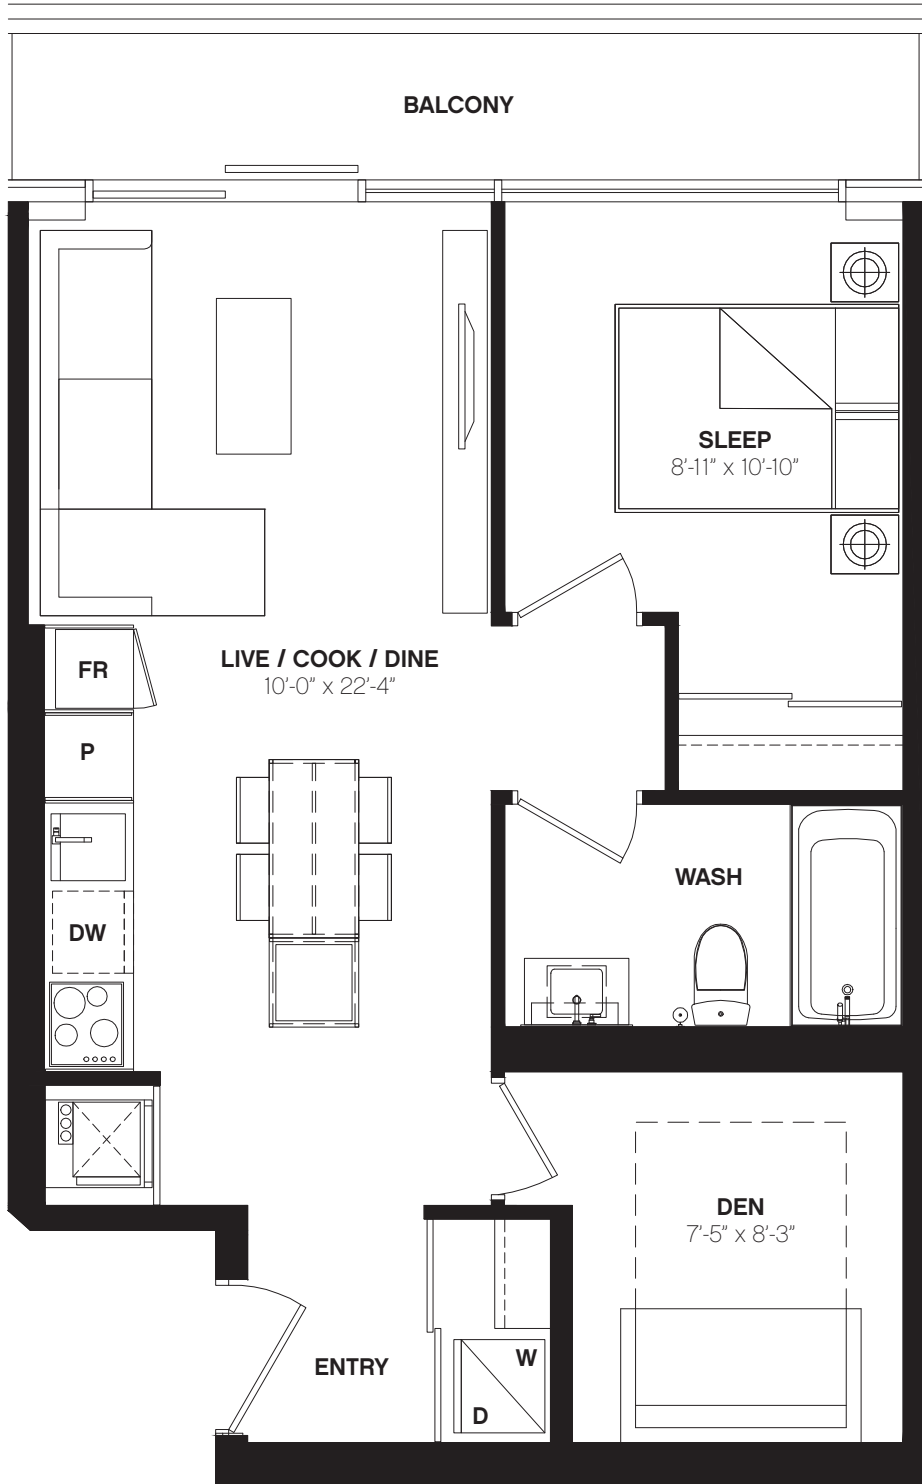 BALCONY
SLEEP
8'-11" x 10'-10"
LIVE / COOK / DINE
10'-0" x 22'-4"
FR
P
DW
WASH
DEN
7'-5" x 8'-3"
ENTRY
W
D